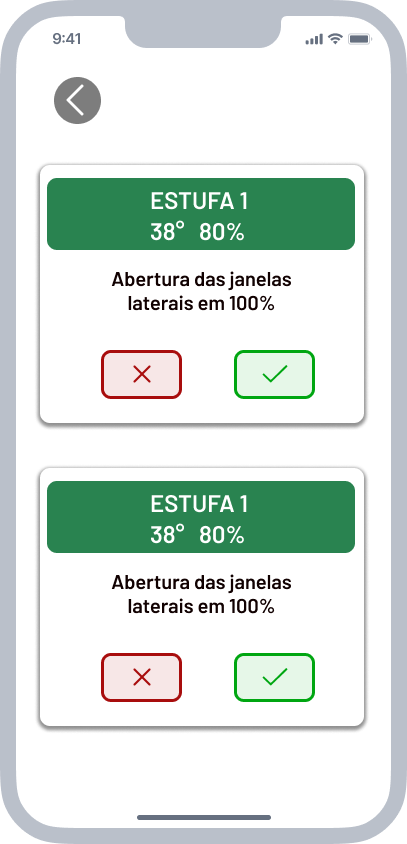 9:41
ESTUFA 1
38° 80%
Abertura das janelas
laterais em 100%
ESTUFA 1
38° 80%
Abertura das janelas
laterais em 100%